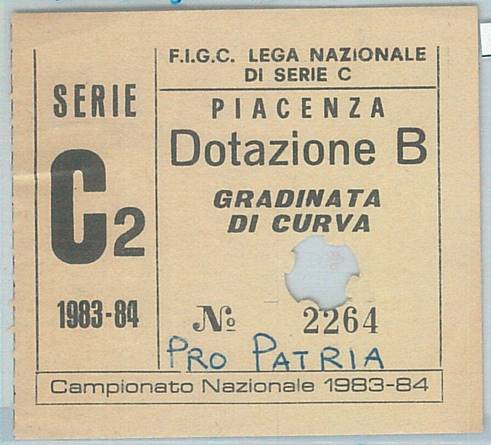 SERIE
C2
1983-84
F.I.G.C. LEGA NAZIONALE
DI SERIE C
PIACENZA
Dotazione B
GRADINATA
DI CURVA
№ 2264
PRO PATRIA
Campionato Nazionale 1983-84